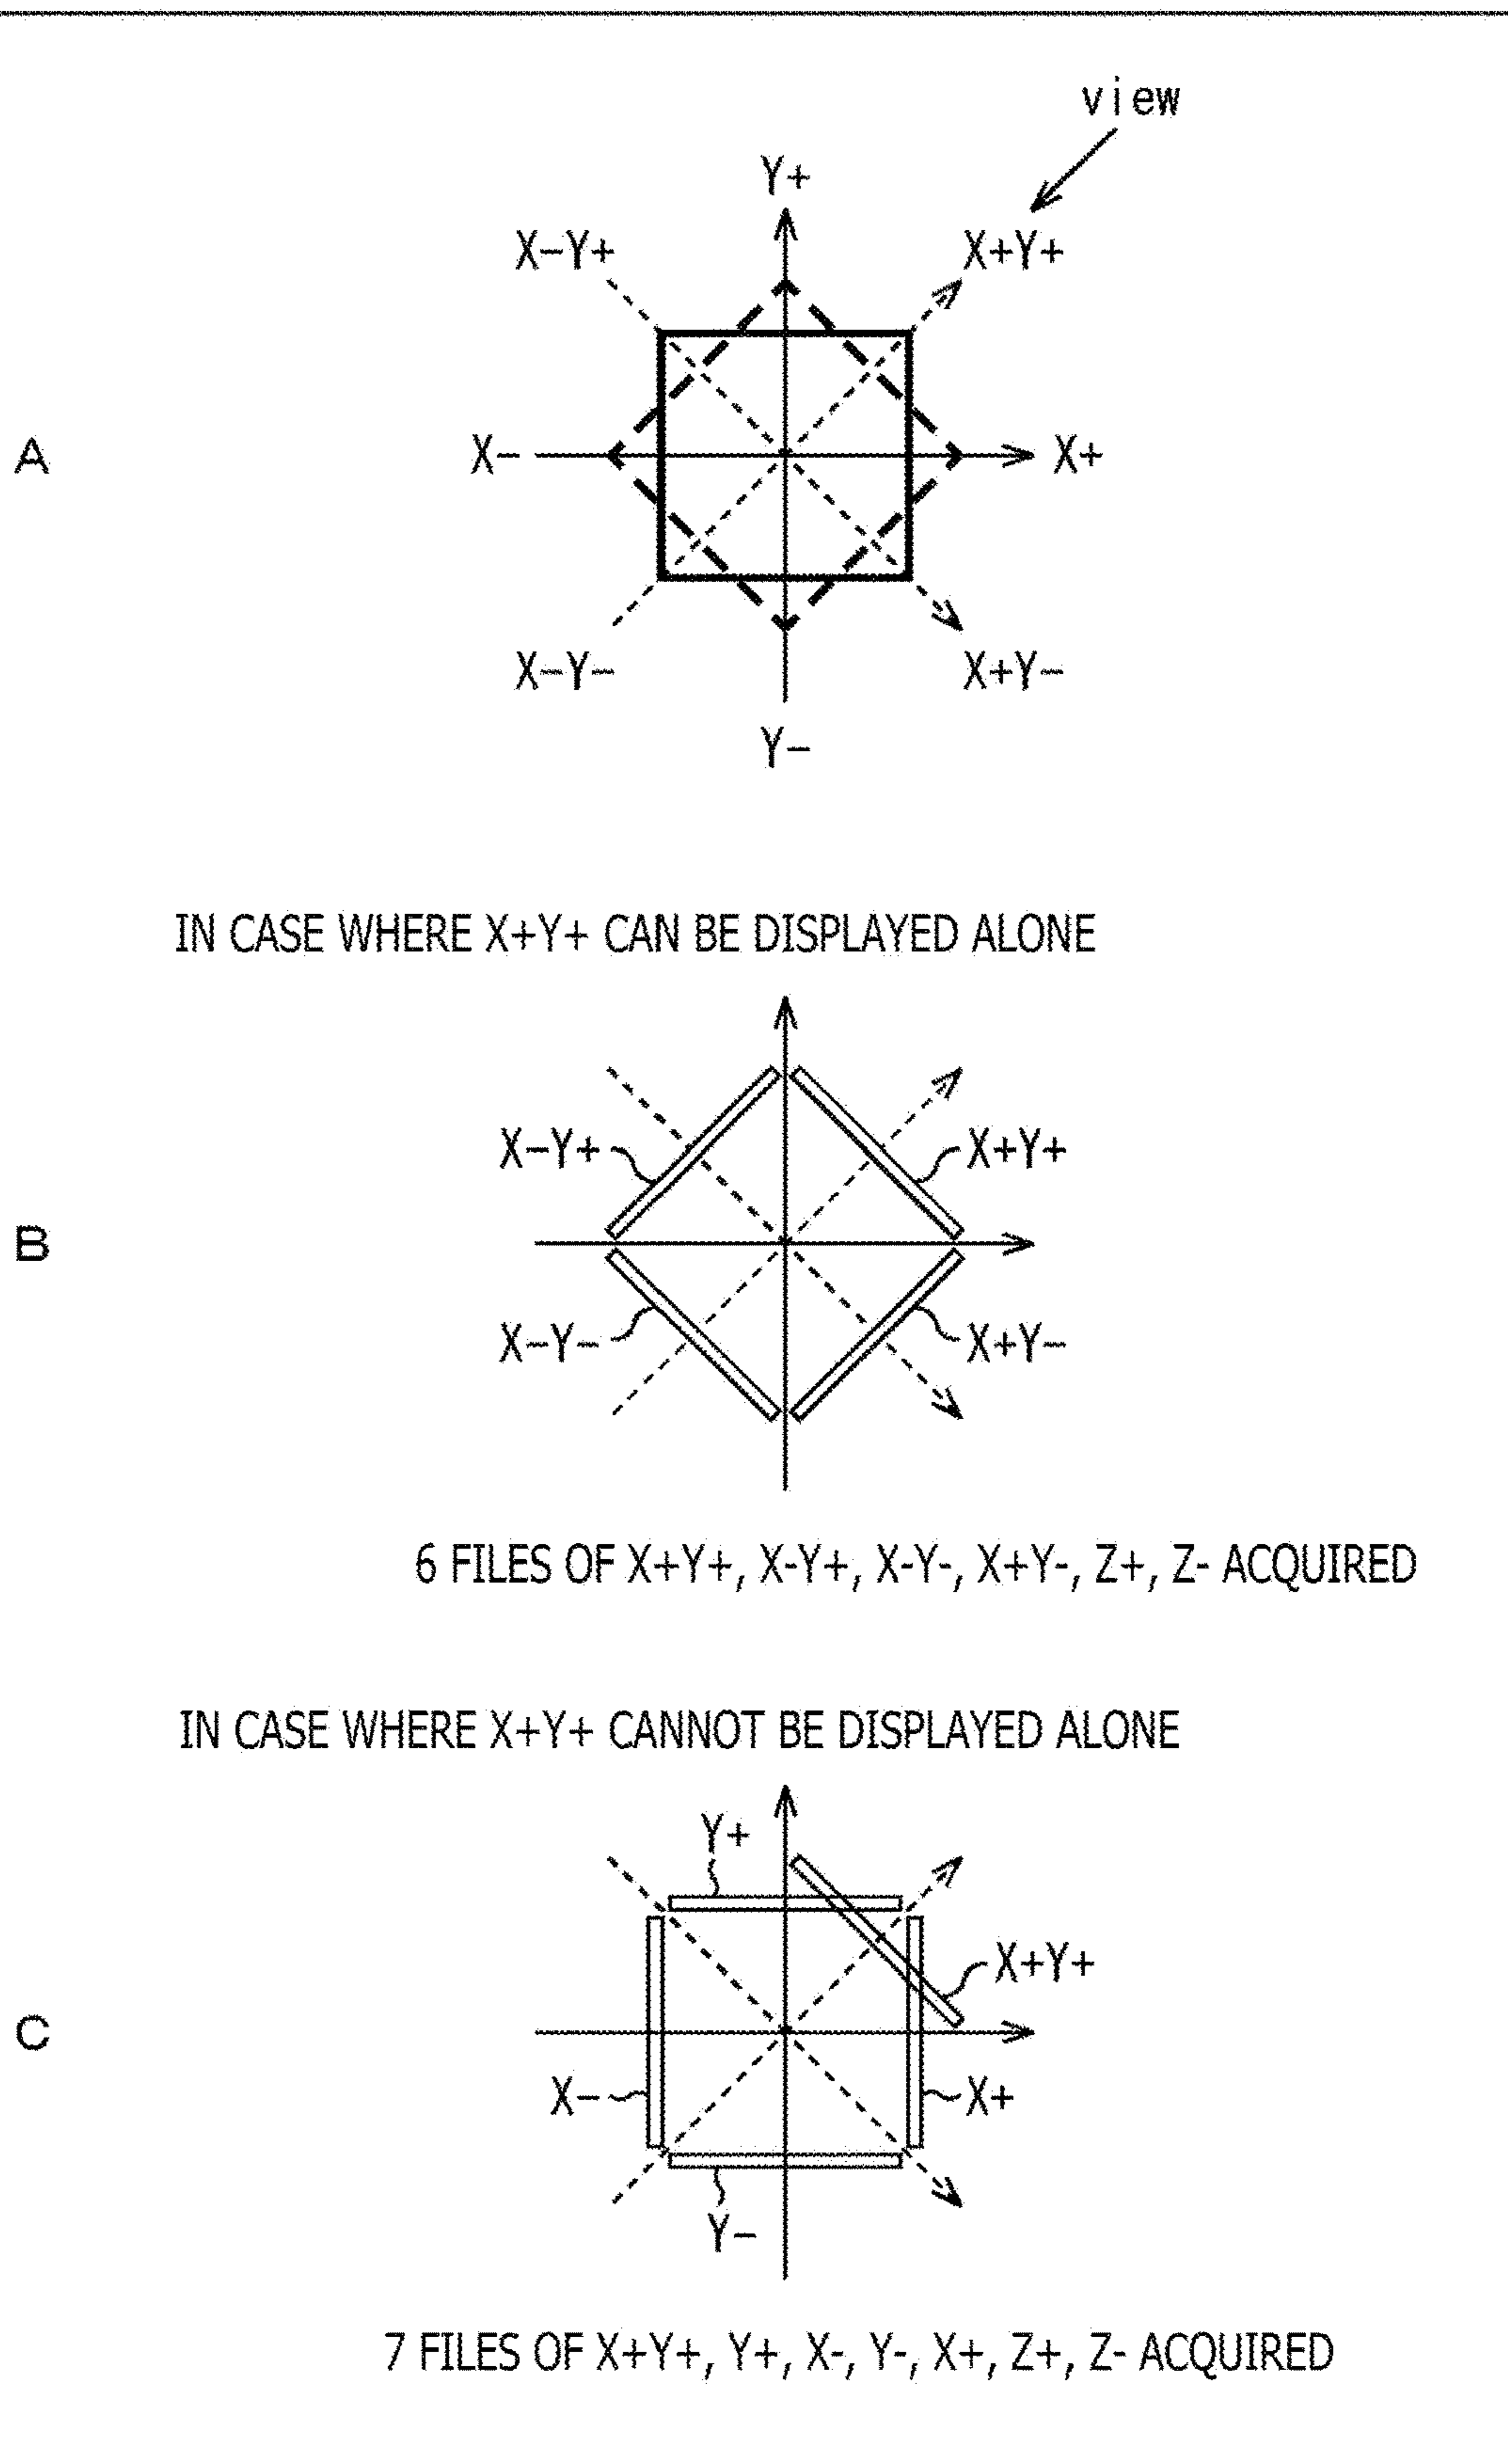 view
Y+
X-Y+
X+Y+
A
X-
X+
X-Y-
X+Y-
Y-
IN CASE WHERE X+Y+ CAN BE DISPLAYED ALONE
X-Y+
X+Y+
B
X-Y-
X+Y-
6 FILES OF X+Y+, X-Y+, X-Y-, X+Y-, Z+, Z- ACQUIRED
IN CASE WHERE X+Y+ CANNOT BE DISPLAYED ALONE
Y+
X+Y+
C
X-
X+
Y-
7 FILES OF X+Y+, Y+, X-, Y-, X+, Z+, Z- ACQUIRED